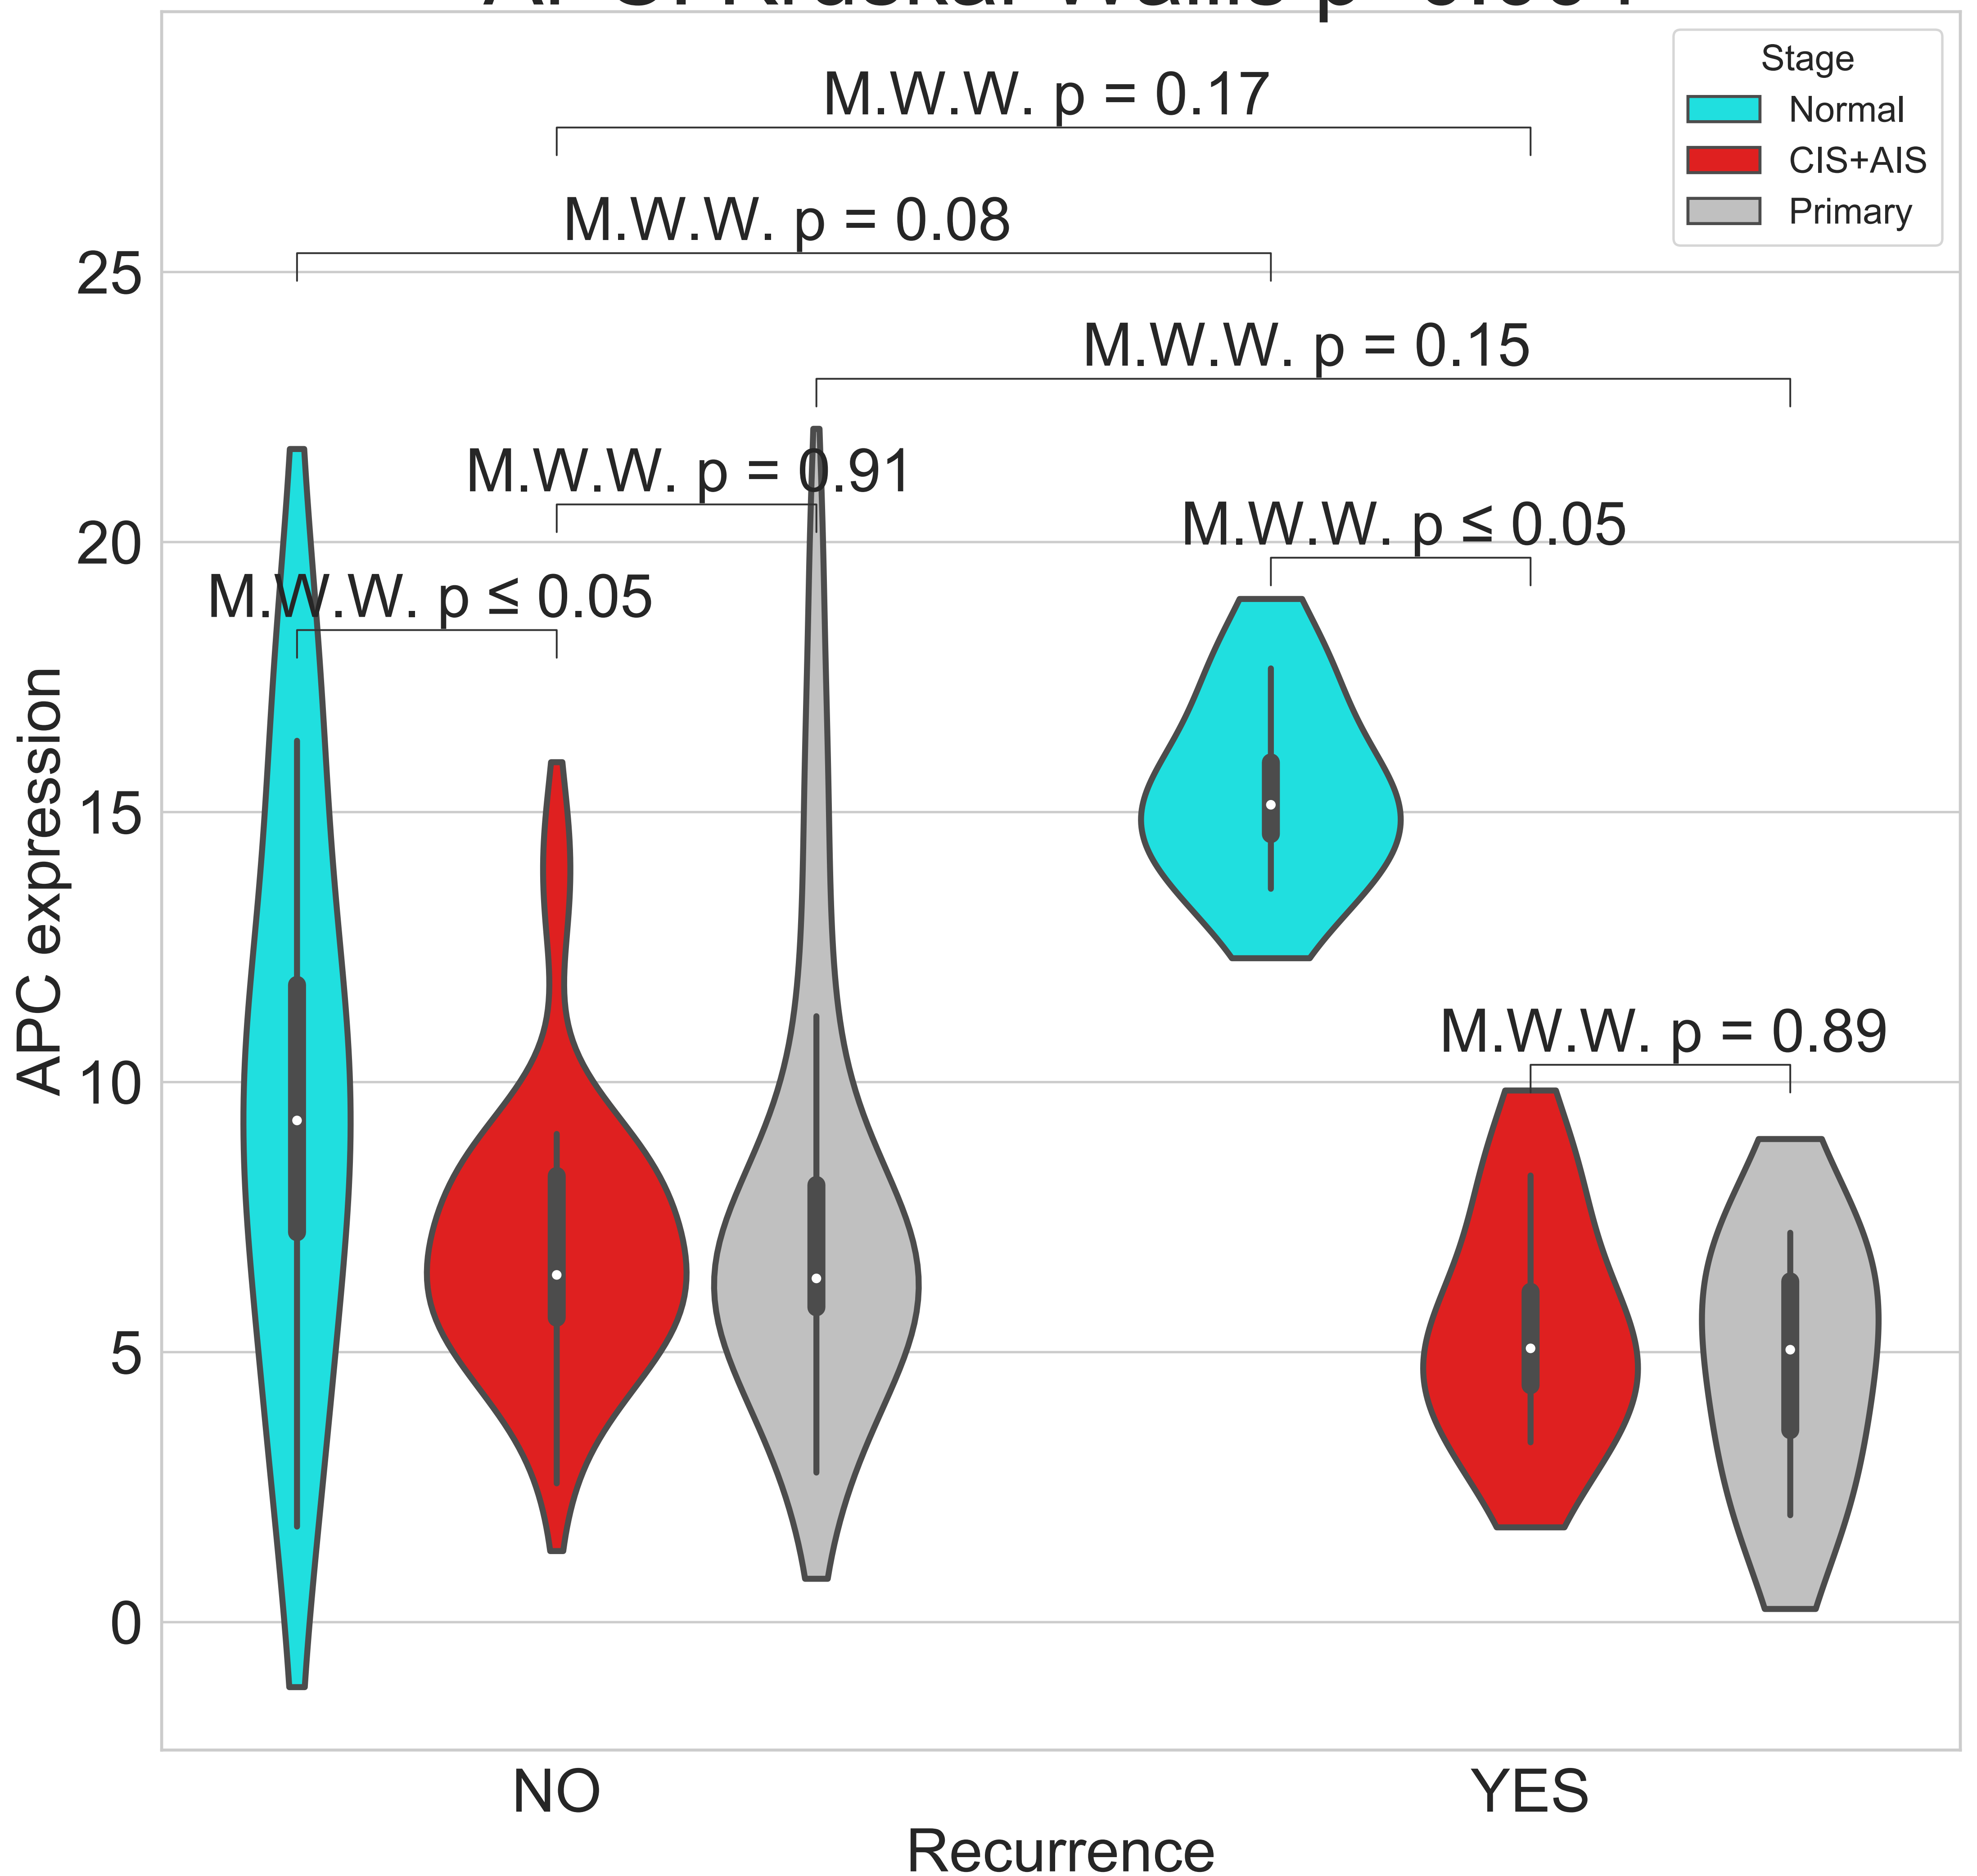 Stage
Normal
CIS+AIS
Primary
M.W.W. p = 0.17
M.W.W. p = 0.08
M.W.W. p = 0.15
M.W.W. p = 0.91
M.W.W. p ≤ 0.05
M.W.W. p ≤ 0.05
M.W.W. p = 0.89
APC expression
25
20
15
10
5
0
NO
YES
Recurrence